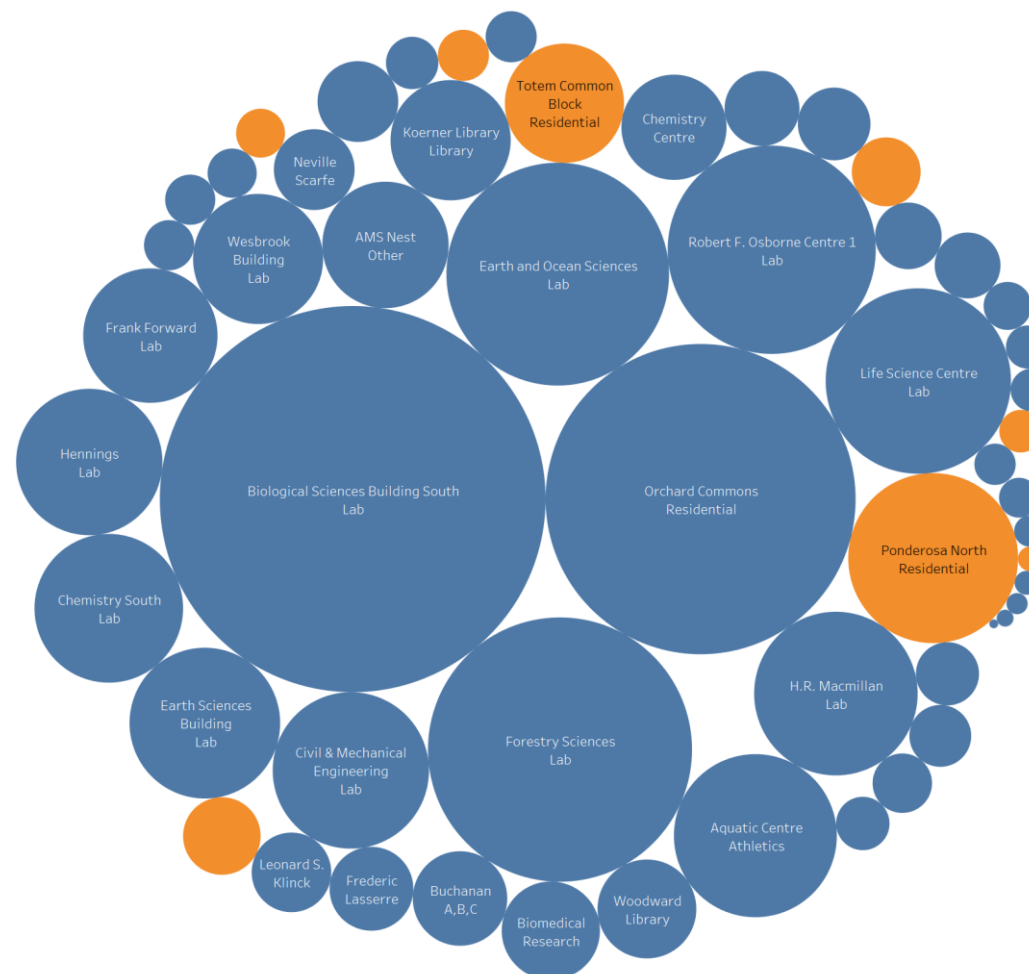 Totem Common
Block
Residential
Koerner Library
Library
Chemistry
Centre
Neville
Scarfe
Wesbrook
Building
Lab
AMS Nest
Other
Earth and Ocean Sciences
Lab
Robert F. Osborne Centre 1
Lab
Frank Forward
Lab
Life Science Centre
Lab
Hennings
Lab
Biological Sciences Building South
Lab
Orchard Commons
Residential
Ponderosa North
Residential
Chemistry South
Lab
H.R. Macmillan
Lab
Earth Sciences
Building
Lab
Civil & Mechanical
Engineering
Lab
Forestry Sciences
Lab
Aquatic Centre
Athletics
Leonard S.
Klinck
Frederic
Lasserre
Buchanan
A,B,C
Biomedical
Research
Woodward
Library